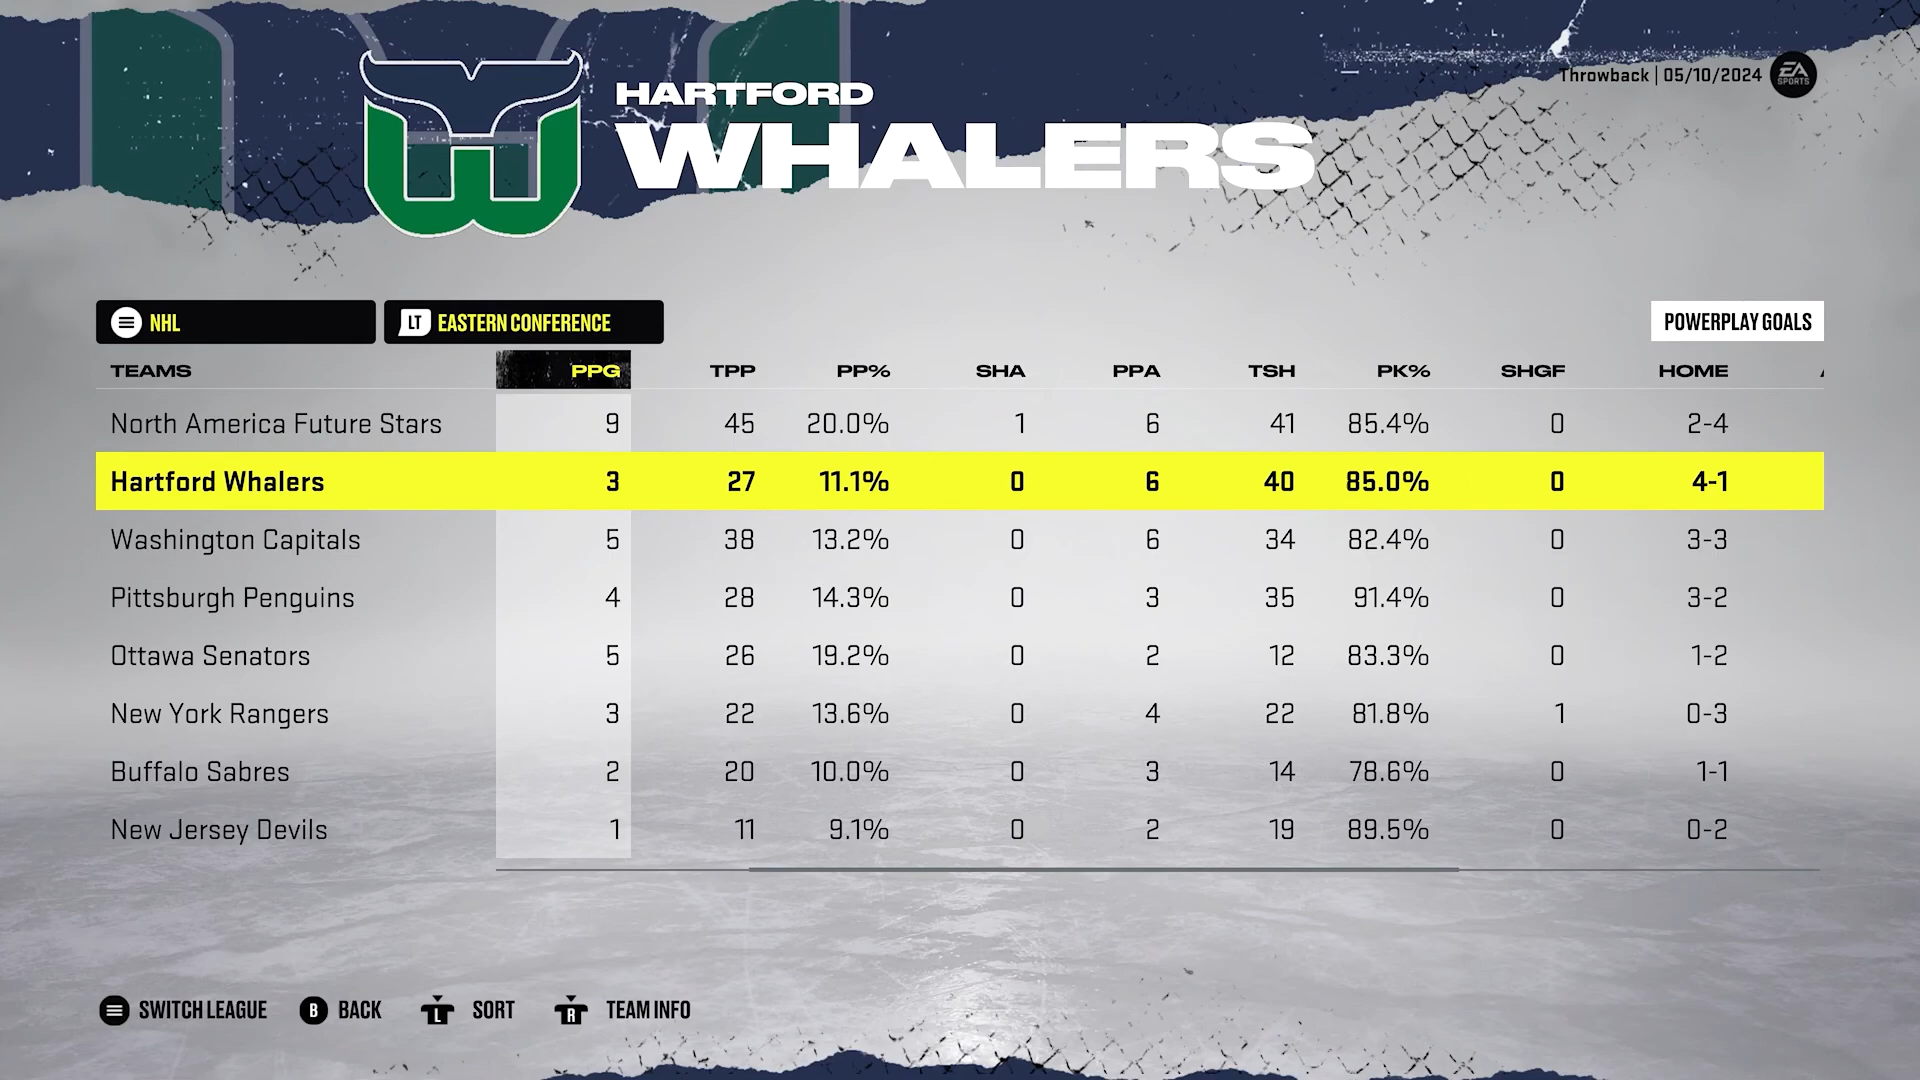 HARTFORD
WHALERS
Throwback | 05/10/2024
EA SPORTS
NHL
LT EASTERN CONFERENCE
POWERPLAY GOALS
TEAMS PPG TPP PP% SHA PPA TSH PK% SHGF HOME
North America Future Stars 9 45 20.0% 1 6 41 85.4% 0 2-4
Hartford Whalers 3 27 11.1% 0 6 40 85.0% 0 4-1
Washington Capitals 5 38 13.2% 0 6 34 82.4% 0 3-3
Pittsburgh Penguins 4 28 14.3% 0 3 35 91.4% 0 3-2
Ottawa Senators 5 26 19.2% 0 2 12 83.3% 0 1-2
New York Rangers 3 22 13.6% 0 4 22 81.8% 1 0-3
Buffalo Sabres 2 20 10.0% 0 3 14 78.6% 0 1-1
New Jersey Devils 1 11 9.1% 0 2 19 89.5% 0 0-2
SWITCH LEAGUE B BACK L SORT R TEAM INFO